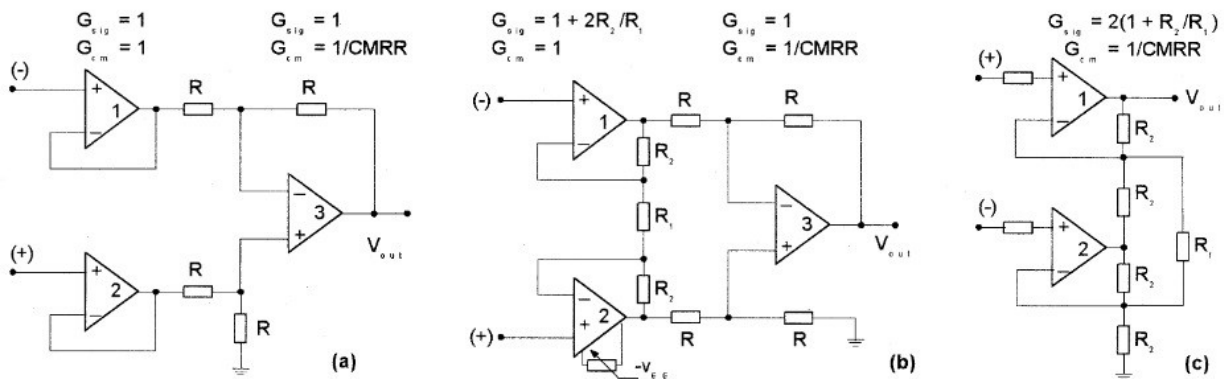 G_sig = 1
G_cm = 1
G_sig = 1
G_cm = 1/CMRR
(-)
+
1
−
R
R
−
3
+
V_out
(+)
+
2
−
R
R
(a)
G_sig = 1 + 2R_2/R_1
G_cm = 1
G_sig = 1
G_cm = 1/CMRR
(-)
+
1
−
R
R
R_2
R_1
−
3
+
V_out
R_2
−
2
+
(+)
R
R
-V_EE
(b)
G_sig = 2(1 + R_2/R_1)
G_cm = 1/CMRR
(+)
+
1
−
V_out
R_2
(-)
R_2
+
2
−
R_1
R_2
R_2
(c)